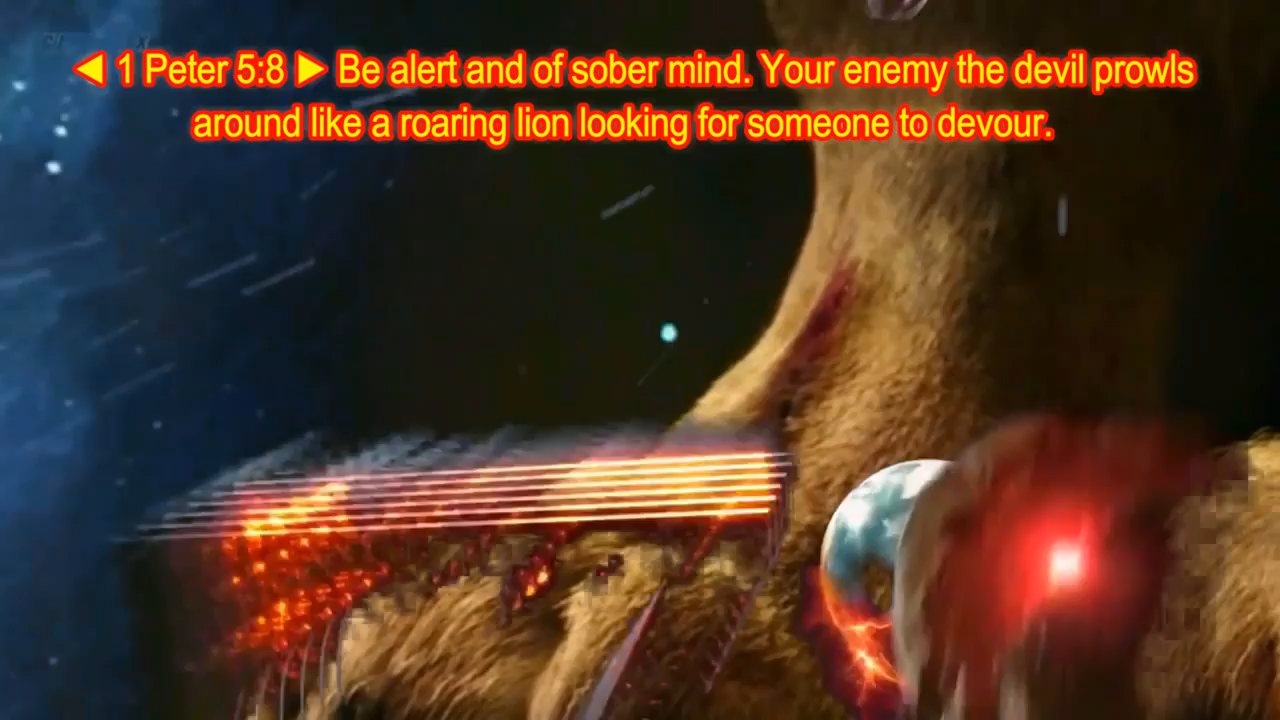 ◄ 1 Peter 5:8 ► Be alert and of sober mind. Your enemy the devil prowls
around like a roaring lion looking for someone to devour.